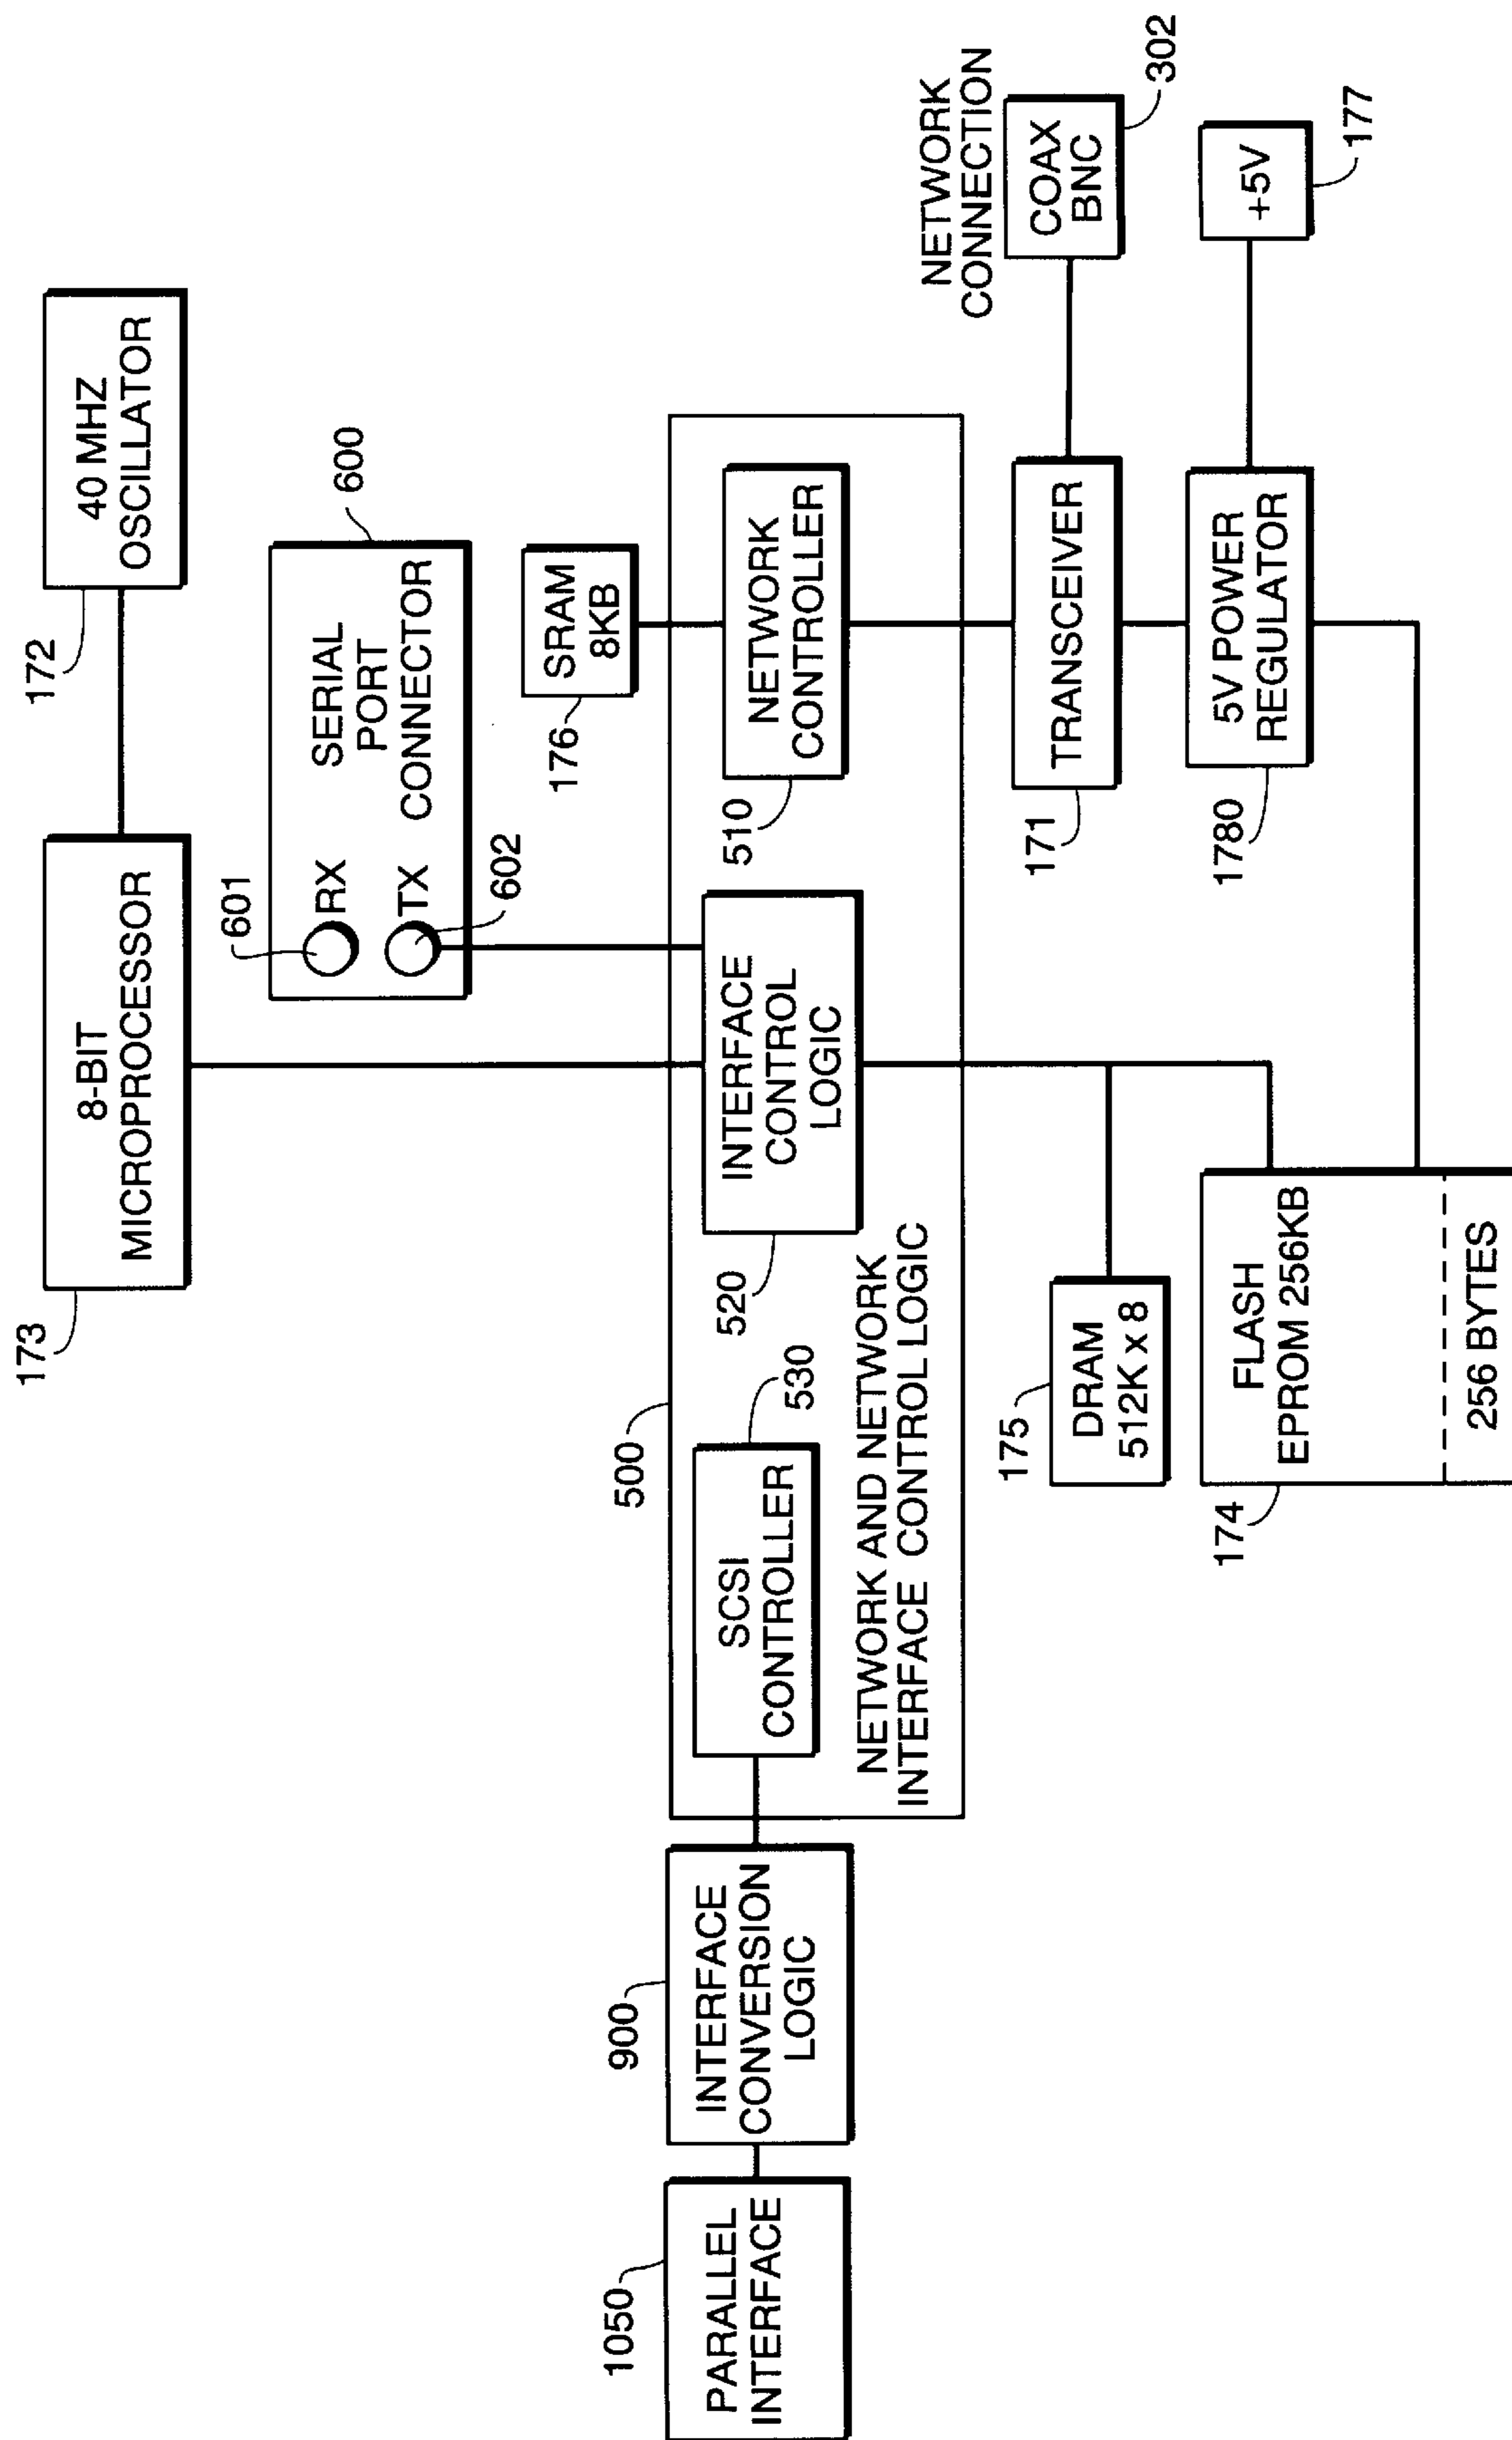 173
8-BIT
MICROPROCESSOR
172
40 MHZ
OSCILLATOR
601
RX
TX
602
SERIAL
PORT
CONNECTOR
600
176
SRAM
8KB
1050
PARALLEL
INTERFACE
900
INTERFACE
CONVERSION
LOGIC
500
SCSI
CONTROLLER
530
520
INTERFACE
CONTROL
LOGIC
510
NETWORK
CONTROLLER
NETWORK AND NETWORK
INTERFACE CONTROL LOGIC
NETWORK
CONNECTION
COAX
BNC
302
171
TRANSCEIVER
175
DRAM
512K x 8
1780
5V POWER
REGULATOR
+5V
177
174
FLASH
EPROM 256KB
256 BYTES